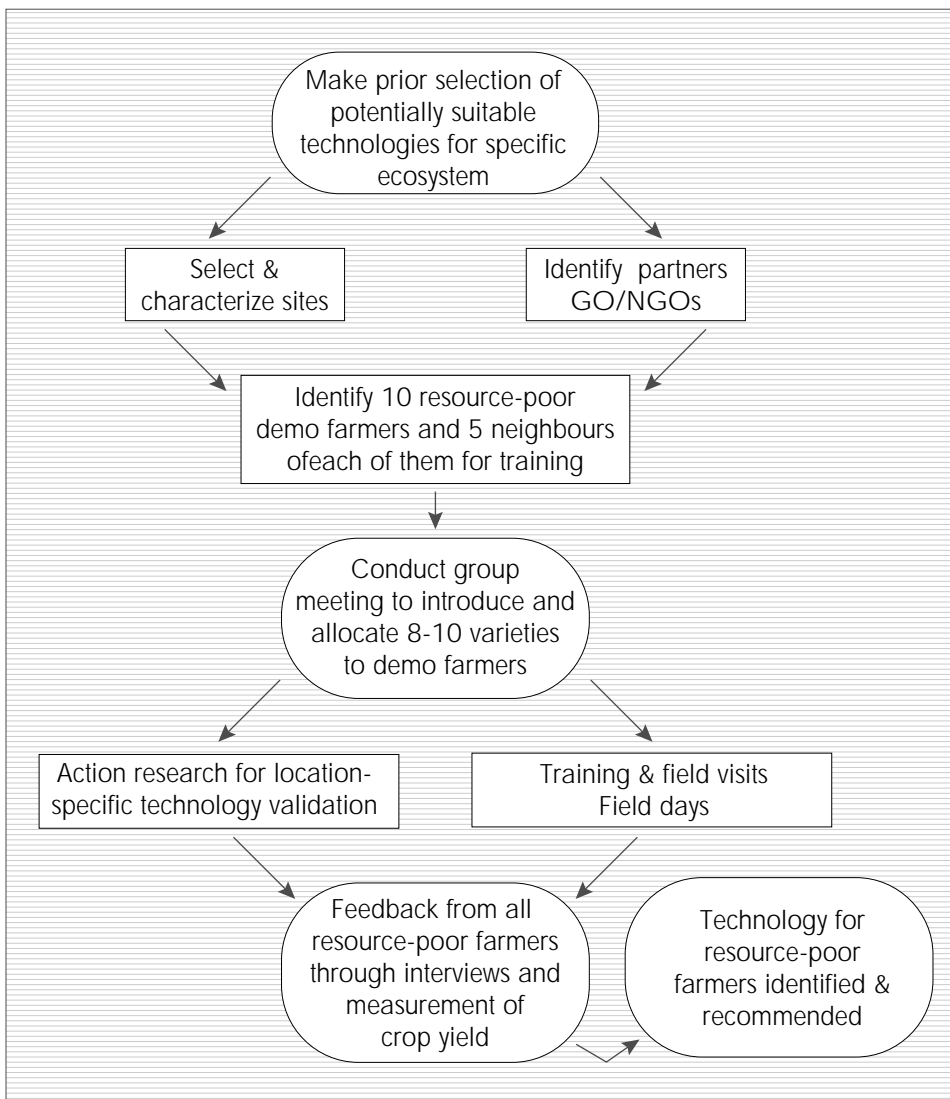 Make prior selection of
potentially suitable
technologies for specific
ecosystem
Select &
characterize sites
Identify partners
GO/NGOs
Identify 10 resource-poor
demo farmers and 5 neighbours
ofeach of them for training
Conduct group
meeting to introduce and
allocate 8-10 varieties
to demo farmers
Action research for location-
specific technology validation
Training & field visits
Field days
Feedback from all
resource-poor farmers
through interviews and
measurement of
crop yield
Technology for
resource-poor
farmers identified &
recommended